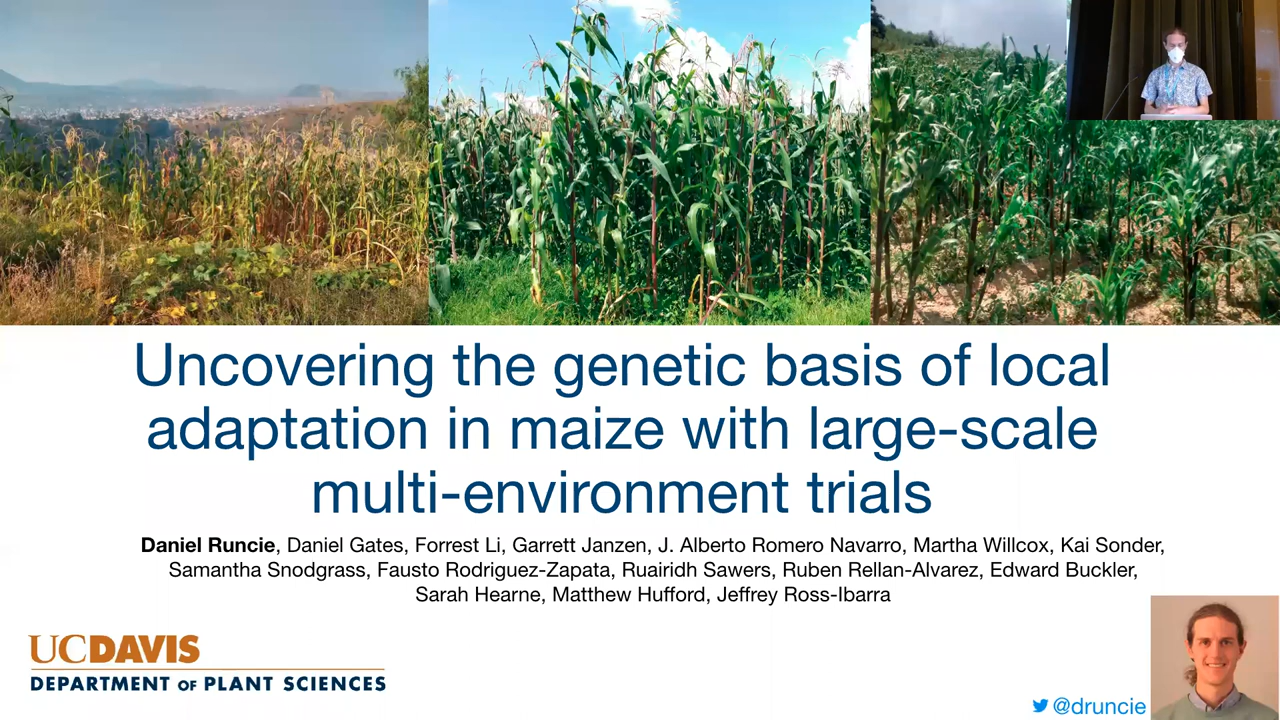 Uncovering the genetic basis of local
adaptation in maize with large-scale
multi-environment trials
Daniel Runcie, Daniel Gates, Forrest Li, Garrett Janzen, J. Alberto Romero Navarro, Martha Willcox, Kai Sonder,
Samantha Snodgrass, Fausto Rodriguez-Zapata, Ruairidh Sawers, Ruben Rellan-Alvarez, Edward Buckler,
Sarah Hearne, Matthew Hufford, Jeffrey Ross-Ibarra
UCDAVIS
DEPARTMENT OF PLANT SCIENCES
@druncie